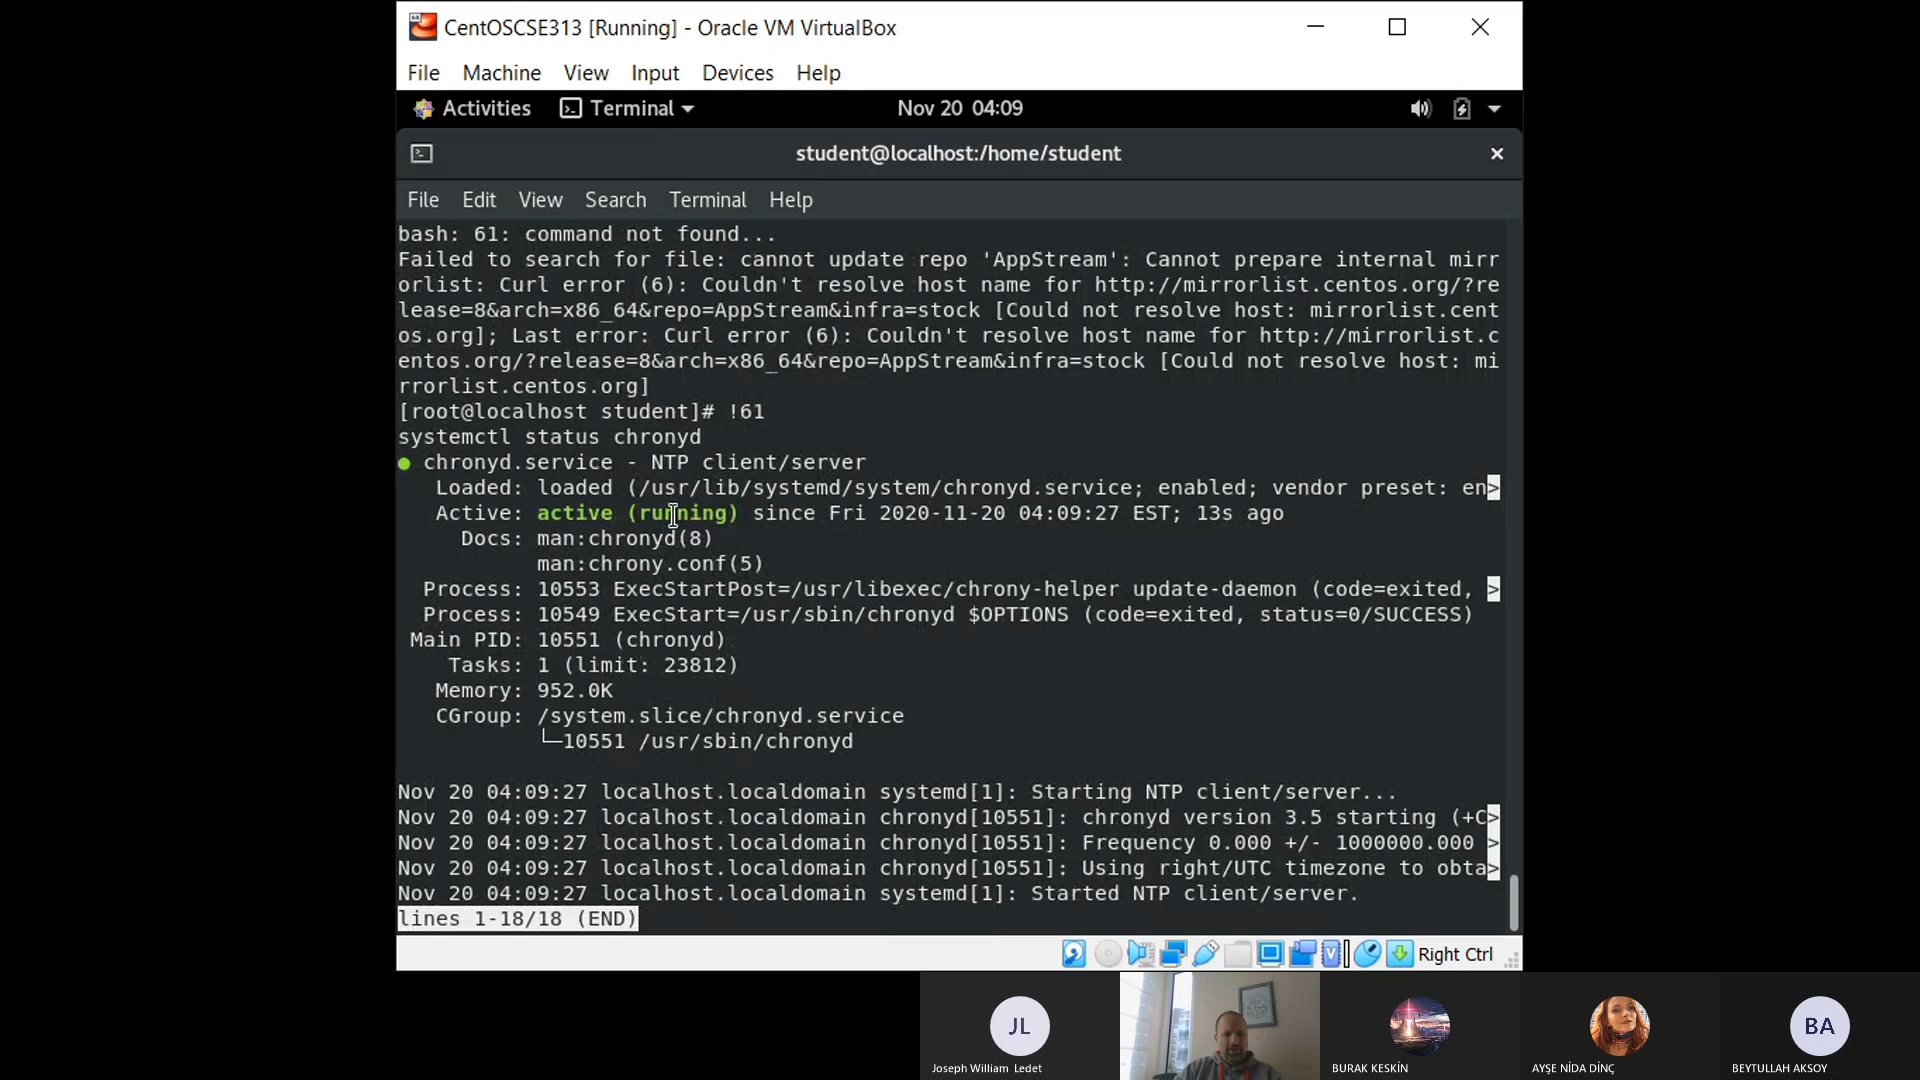 CentOSCSE313 [Running] - Oracle VM VirtualBox
File Machine View Input Devices Help
Activities Terminal Nov 20 04:09
student@localhost:/home/student
File Edit View Search Terminal Help
bash: 61: command not found...
Failed to search for file: cannot update repo 'AppStream': Cannot prepare internal mirr
orlist: Curl error (6): Couldn't resolve host name for http://mirrorlist.centos.org/?re
lease=8&arch=x86_64&repo=AppStream&infra=stock [Could not resolve host: mirrorlist.cent
os.org]; Last error: Curl error (6): Couldn't resolve host name for http://mirrorlist.c
entos.org/?release=8&arch=x86_64&repo=AppStream&infra=stock [Could not resolve host: mi
rrorlist.centos.org]
[root@localhost student]# !61
systemctl status chronyd
● chronyd.service - NTP client/server
Loaded: loaded (/usr/lib/systemd/system/chronyd.service; enabled; vendor preset: en>
Active: active (running) since Fri 2020-11-20 04:09:27 EST; 13s ago
Docs: man:chronyd(8)
man:chrony.conf(5)
Process: 10553 ExecStartPost=/usr/libexec/chrony-helper update-daemon (code=exited, >
Process: 10549 ExecStart=/usr/sbin/chronyd $OPTIONS (code=exited, status=0/SUCCESS)
Main PID: 10551 (chronyd)
Tasks: 1 (limit: 23812)
Memory: 952.0K
CGroup: /system.slice/chronyd.service
└─10551 /usr/sbin/chronyd
Nov 20 04:09:27 localhost.localdomain systemd[1]: Starting NTP client/server...
Nov 20 04:09:27 localhost.localdomain chronyd[10551]: chronyd version 3.5 starting (+C>
Nov 20 04:09:27 localhost.localdomain chronyd[10551]: Frequency 0.000 +/- 1000000.000 >
Nov 20 04:09:27 localhost.localdomain chronyd[10551]: Using right/UTC timezone to obta>
Nov 20 04:09:27 localhost.localdomain systemd[1]: Started NTP client/server.
lines 1-18/18 (END)
Right Ctrl
JL BA
Joseph William Ledet BURAK KESKİN AYŞE NİDA DİNÇ BEYTULLAH AKSOY